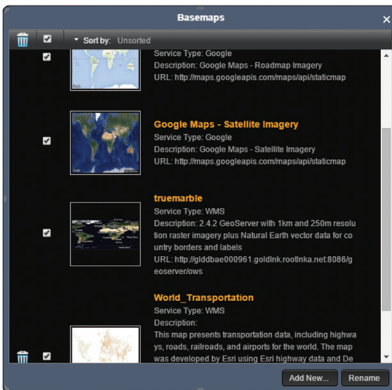 Basemaps
Sort by: Unsorted
Service Type: Google
Description: Google Maps - Roadmap Imagery
URL: http://maps.googleapis.com/maps/api/staticmap
Google Maps - Satellite Imagery
Service Type: Google
Description: Google Maps - Satellite Imagery
URL: http://maps.googleapis.com/maps/api/staticmap
truemarble
Service Type: WMS
Description: 2.4.2 GeoServer with 1km and 250m resolu
tion raster imagery plus Natural Earth vector data for co
untry borders and labels
URL: http://glddbae000961.goldlnk.rootlnka.net:8086/g
eoserver/ows
World_Transportation
Service Type: WMS
Description:
This map presents transportation data, including highwa
ys, roads, railroads, and airports for the world. The map
was developed by Esri using Esri highway data and De
Add New...
Rename